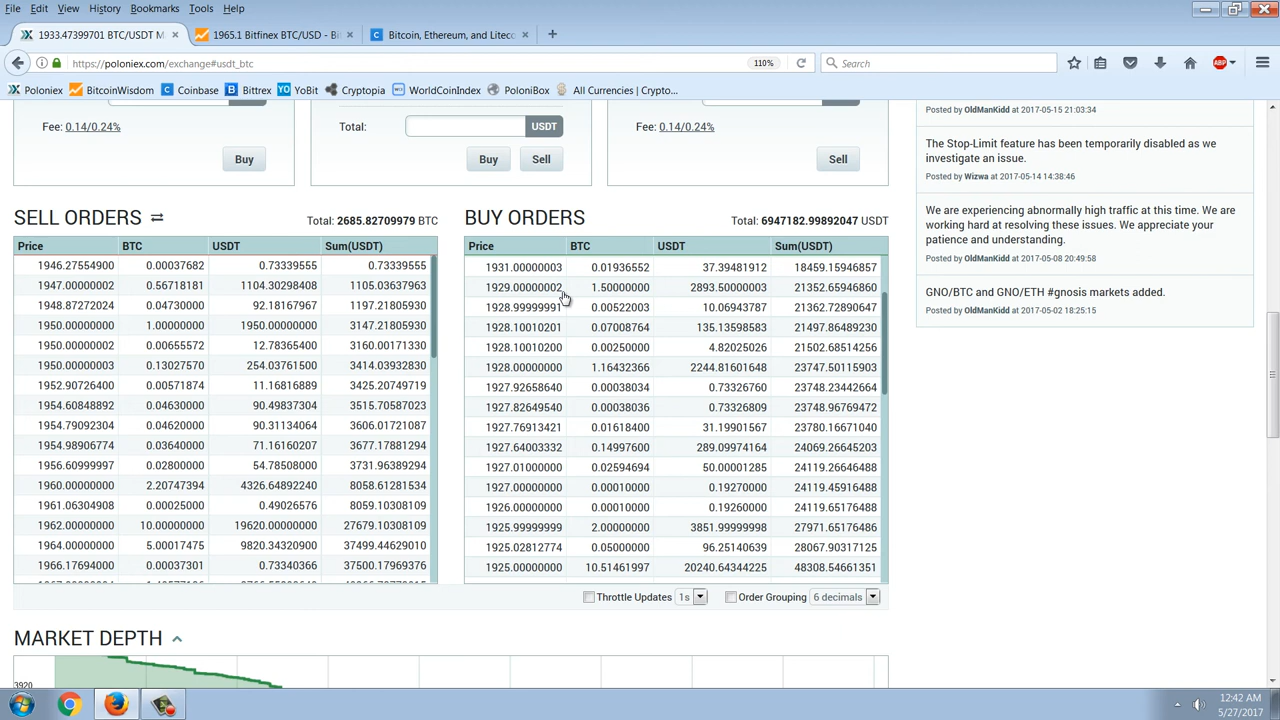 File Edit View History Bookmarks Tools Help
1933.47399701 BTC/USDT M 1965.1 Bitfinex BTC/USD - Bi Bitcoin, Ethereum, and Litec
https://poloniex.com/exchange#usdt_btc 110% Search
Poloniex BitcoinWisdom Coinbase Bittrex YoBit Cryptopia WorldCoinIndex PoloniBox All Currencies | Crypto...
Fee: 0.14/0.24% Total: USDT Fee: 0.14/0.24%
Buy Buy Sell Sell
SELL ORDERS Total: 2685.82709979 BTC
Price BTC USDT Sum(USDT)
1946.27554900 0.00037682 0.73339555 0.73339555
1947.00000002 0.56718181 1104.30298408 1105.03637963
1948.87272024 0.04730000 92.18167967 1197.21805930
1950.00000000 1.00000000 1950.00000000 3147.21805930
1950.00000002 0.00655572 12.78365400 3160.00171330
1950.00000003 0.13027570 254.03761500 3414.03932830
1952.90726400 0.00571874 11.16816889 3425.20749719
1954.60848892 0.04630000 90.49837304 3515.70587023
1954.79092304 0.04620000 90.31134064 3606.01721087
1954.98906774 0.03640000 71.16160207 3677.17881294
1956.60999997 0.02800000 54.78508000 3731.96389294
1960.00000000 2.20747394 4326.64892240 8058.61281534
1961.06304908 0.00025000 0.49026576 8059.10308109
1962.00000000 10.00000000 19620.00000000 27679.10308109
1964.00000000 5.00017475 9820.34320900 37499.44629010
1966.17694000 0.00037301 0.73340366 37500.17969376
BUY ORDERS Total: 6947182.99892047 USDT
Price BTC USDT Sum(USDT)
1931.00000003 0.01936552 37.39481912 18459.15946857
1929.00000002 1.50000000 2893.50000003 21352.65946860
1928.99999991 0.00522003 10.06943787 21362.72890647
1928.10010201 0.07008764 135.13598583 21497.86489230
1928.10010200 0.00250000 4.82025026 21502.68514256
1928.00000000 1.16432366 2244.81601648 23747.50115903
1927.92658640 0.00038034 0.73326760 23748.23442664
1927.82649540 0.00038036 0.73326809 23748.96769472
1927.76913421 0.01618400 31.19901567 23780.16671040
1927.64003332 0.14997600 289.09974164 24069.26645203
1927.01000000 0.02594694 50.00001285 24119.26646488
1927.00000000 0.00010000 0.19270000 24119.45916488
1926.00000000 0.00010000 0.19260000 24119.65176488
1925.99999999 2.00000000 3851.99999998 27971.65176486
1925.02812774 0.05000000 96.25140639 28067.90317125
1925.00000000 10.51461997 20240.64344225 48308.54661351
Throttle Updates 1s Order Grouping 6 decimals
MARKET DEPTH
3920
Posted by OldManKidd at 2017-05-15 21:03:34
The Stop-Limit feature has been temporarily disabled as we
investigate an issue.
Posted by Wizwa at 2017-05-14 14:38:46
We are experiencing abnormally high traffic at this time. We are
working hard at resolving these issues. We appreciate your
patience and understanding.
Posted by OldManKidd at 2017-05-08 20:49:58
GNO/BTC and GNO/ETH #gnosis markets added.
Posted by OldManKidd at 2017-05-02 18:25:15
12:42 AM
5/27/2017